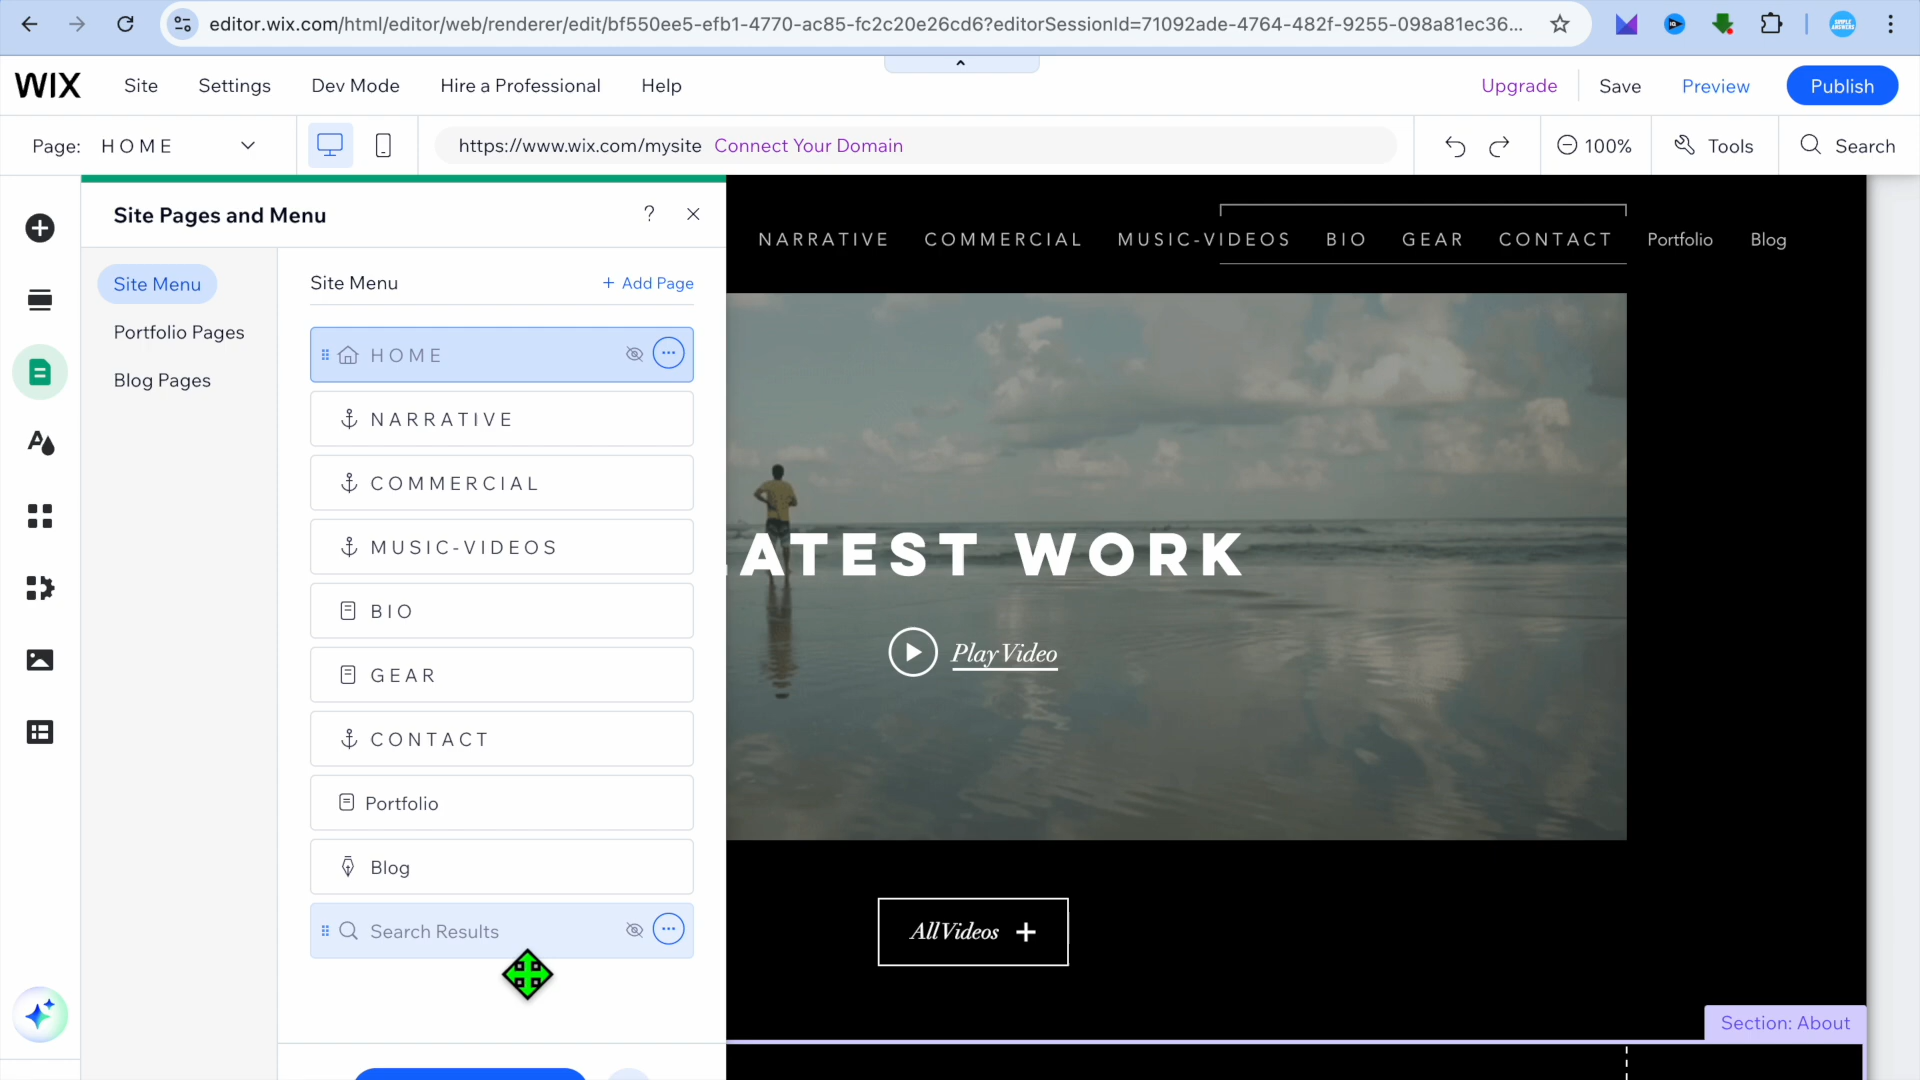 editor.wix.com/html/editor/web/renderer/edit/bf550ee5-efb1-4770-ac85-fc2c20e26cd6?editorSessionId=71092ade-4764-482f-9255-098a81ec36...
WIX Site Settings Dev Mode Hire a Professional Help Upgrade Save Preview Publish
Page: HOME https://www.wix.com/mysite Connect Your Domain 100% Tools Search
Site Pages and Menu ?
Site Menu
Portfolio Pages
Blog Pages
Site Menu + Add Page
HOME
NARRATIVE
COMMERCIAL
MUSIC-VIDEOS
BIO
GEAR
CONTACT
Portfolio
Blog
Search Results
NARRATIVE COMMERCIAL MUSIC-VIDEOS BIO GEAR CONTACT Portfolio Blog
ATEST WORK
Play Video
All Videos +
Section: About